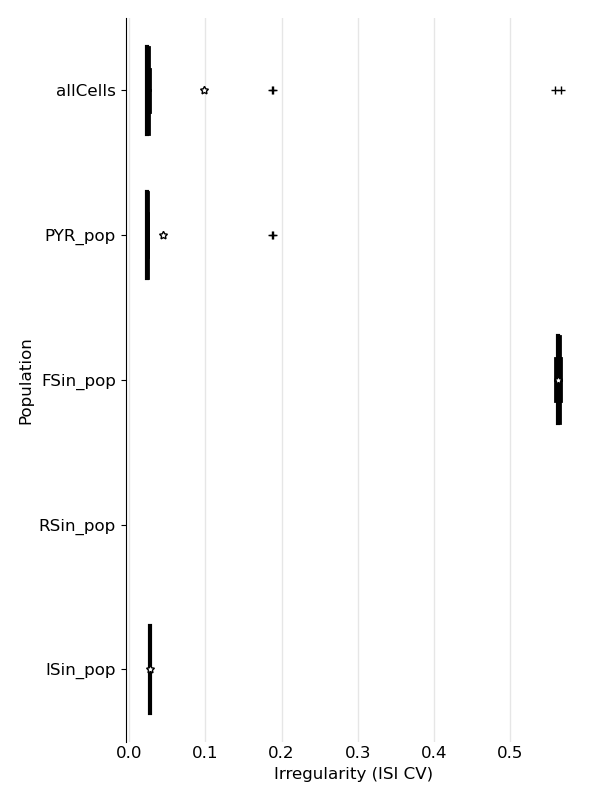 allCells
PYR_pop
FSin_pop
RSin_pop
ISin_pop
Population
0.0 0.1 0.2 0.3 0.4 0.5
Irregularity (ISI CV)